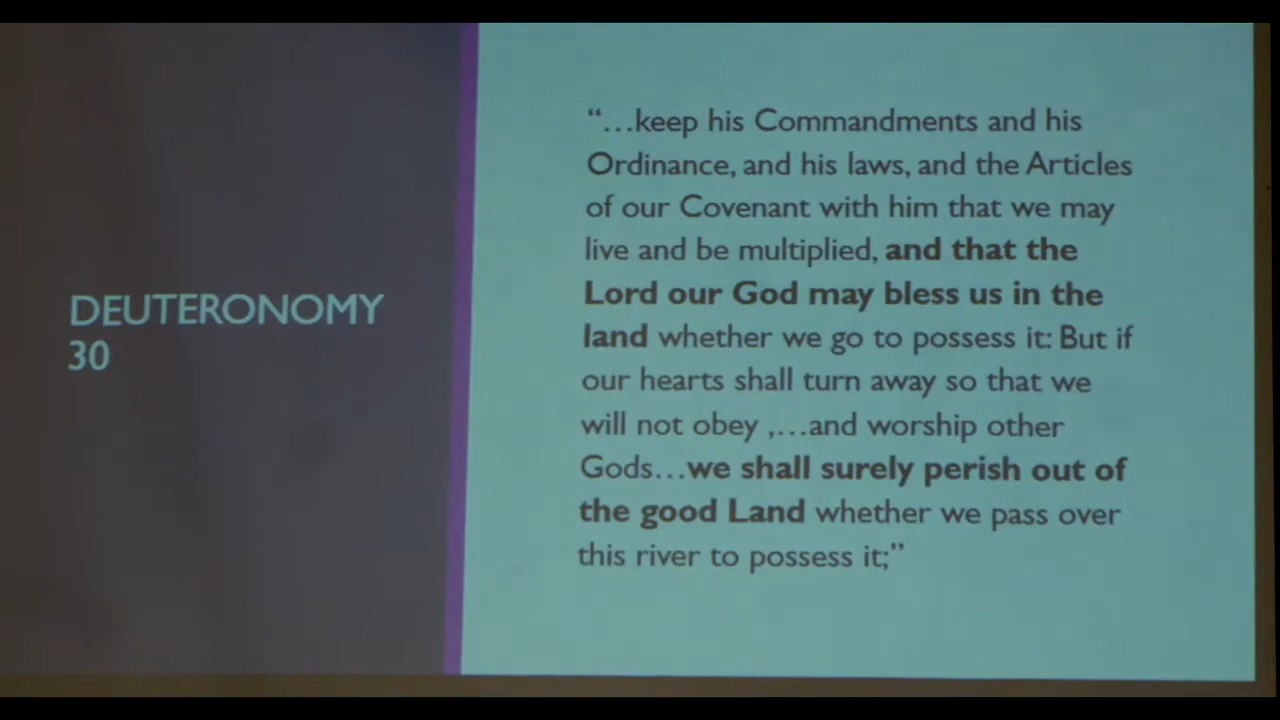 DEUTERONOMY
30
“…keep his Commandments and his
Ordinance, and his laws, and the Articles
of our Covenant with him that we may
live and be multiplied, and that the
Lord our God may bless us in the
land whether we go to possess it: But if
our hearts shall turn away so that we
will not obey ,…and worship other
Gods…we shall surely perish out of
the good Land whether we pass over
this river to possess it;”